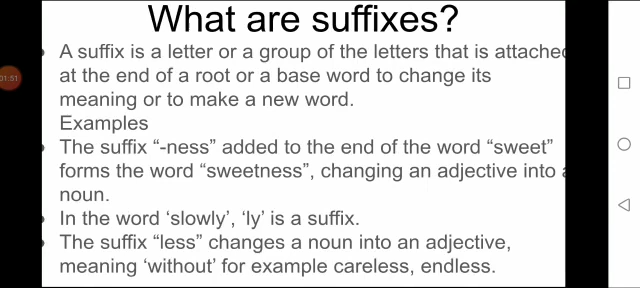 What are suffixes?
A suffix is a letter or a group of the letters that is attached
at the end of a root or a base word to change its
meaning or to make a new word.
Examples
The suffix “-ness” added to the end of the word “sweet”
forms the word “sweetness”, changing an adjective into a
noun.
In the word ‘slowly’, ‘ly’ is a suffix.
The suffix “less” changes a noun into an adjective,
meaning ‘without’ for example careless, endless.
01:51